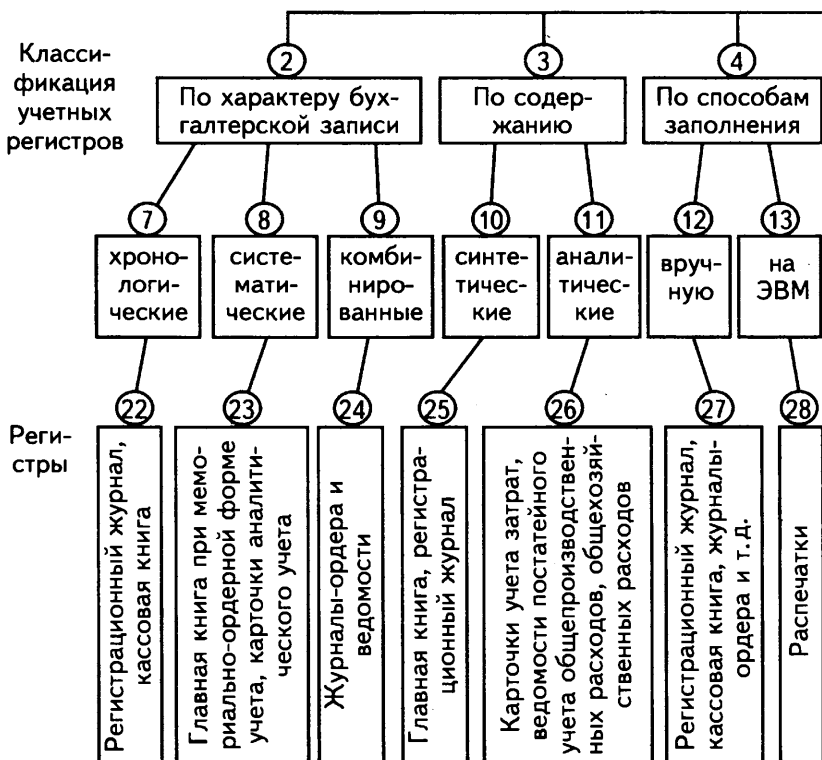 Класси-
фикация
учетных
регистров
2
По характеру бух-
галтерской записи
3
По содер-
жанию
4
По способам
заполнения
7
хроно-
логи-
ческие
8
систе-
мати-
ческие
9
комби-
ниро-
ванные
10
синте-
тичес-
кие
11
анали-
тичес-
кие
12
вруч-
ную
13
на
ЭВМ
Реги-
стры
22
Регистрационный журнал,
кассовая книга
23
Главная книга при мемо-
риально-ордерной форме
учета, карточки аналити-
ческого учета
24
Журналы-ордера и
ведомости
25
Главная книга, регистра-
ционный журнал
26
Карточки учета затрат,
ведомости постатейного
учета общепроизводствен-
ных расходов, общехозяй-
ственных расходов
27
Регистрационный журнал,
кассовая книга, журналы-
ордера и т.д.
28
Распечатки